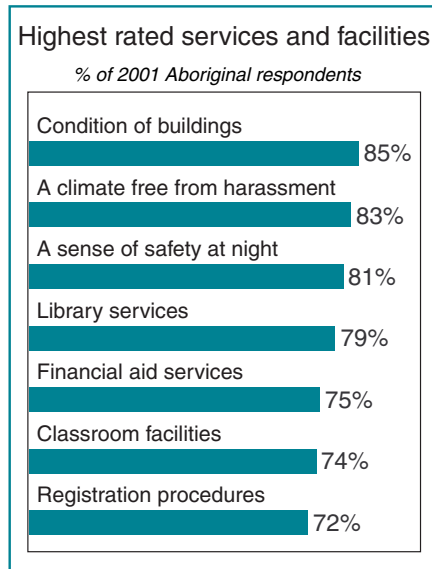 Highest rated services and facilities
% of 2001 Aboriginal respondents
Condition of buildings
85%
A climate free from harassment
83%
A sense of safety at night
81%
Library services
79%
Financial aid services
75%
Classroom facilities
74%
Registration procedures
72%